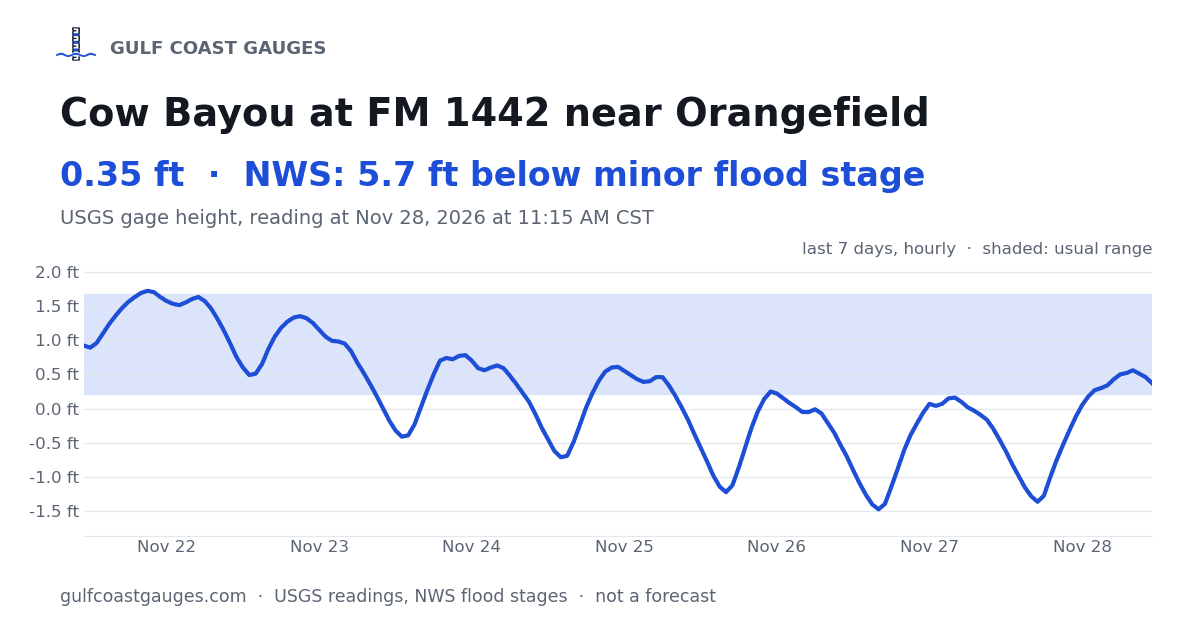 GULF COAST GAUGES
Cow Bayou at FM 1442 near Orangefield
0.35 ft · NWS: 5.7 ft below minor flood stage
USGS gage height, reading at Nov 28, 2026 at 11:15 AM CST
last 7 days, hourly · shaded: usual range
2.0 ft
1.5 ft
1.0 ft
0.5 ft
0.0 ft
-0.5 ft
-1.0 ft
-1.5 ft
Nov 22 Nov 23 Nov 24 Nov 25 Nov 26 Nov 27 Nov 28
gulfcoastgauges.com · USGS readings, NWS flood stages · not a forecast